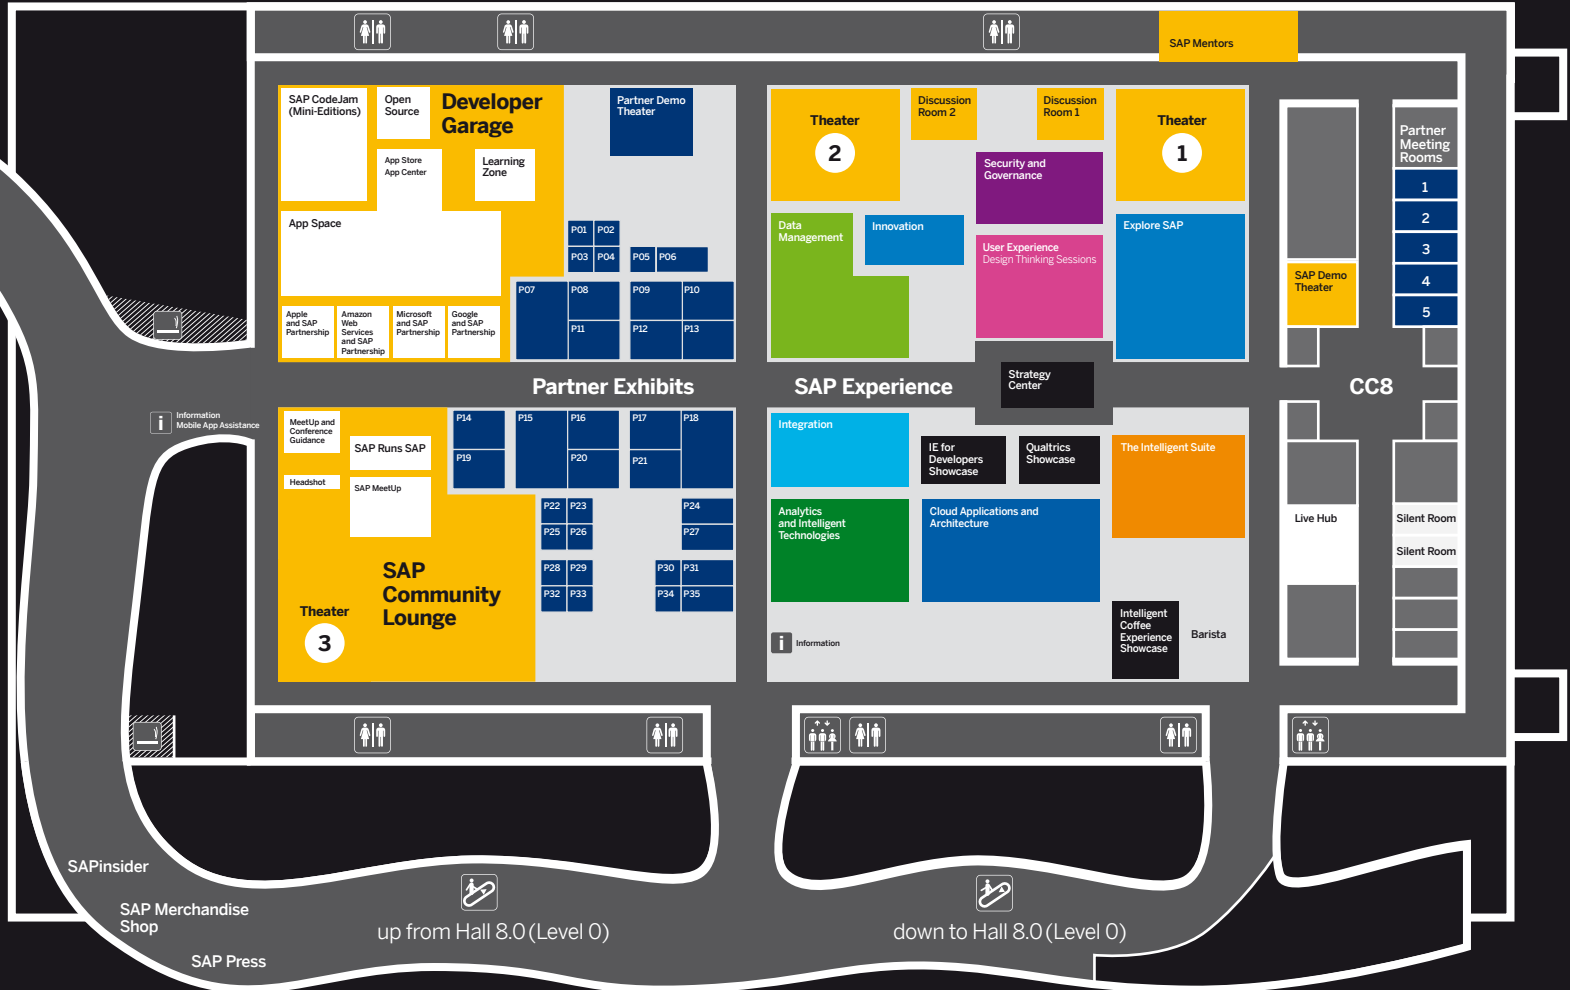 SAP Mentors
SAP CodeJam
(Mini-Editions)
Open
Source
Developer
Garage
App Store
App Center
Learning
Zone
App Space
Apple
and SAP
Partnership
Amazon
Web
Services
and SAP
Partnership
Microsoft
and SAP
Partnership
Google
and SAP
Partnership
Partner Demo
Theater
P01
P02
P03
P04
P05
P06
P07
P08
P09
P10
P11
P12
P13
Theater
2
Discussion
Room 2
Discussion
Room 1
Theater
1
Security and
Governance
Data
Management
Innovation
User Experience
Design Thinking Sessions
Explore SAP
Partner
Meeting
Rooms
1
2
3
4
5
SAP Demo
Theater
Partner Exhibits
SAP Experience
Strategy
Center
CC8
i
Information
Mobile App Assistance
MeetUp and
Conference
Guidance
SAP Runs SAP
Headshot
SAP MeetUp
SAP
Community
Lounge
Theater
3
P14
P15
P16
P17
P18
P19
P20
P21
P22
P23
P24
P25
P26
P27
P28
P29
P30
P31
P32
P33
P34
P35
Integration
IE for
Developers
Showcase
Qualtrics
Showcase
The Intelligent Suite
Analytics
and Intelligent
Technologies
Cloud Applications and
Architecture
Intelligent
Coffee
Experience
Showcase
Barista
i
Information
Live Hub
Silent Room
Silent Room
SAPinsider
SAP Merchandise
Shop
SAP Press
up from Hall 8.0 (Level 0)
down to Hall 8.0 (Level 0)